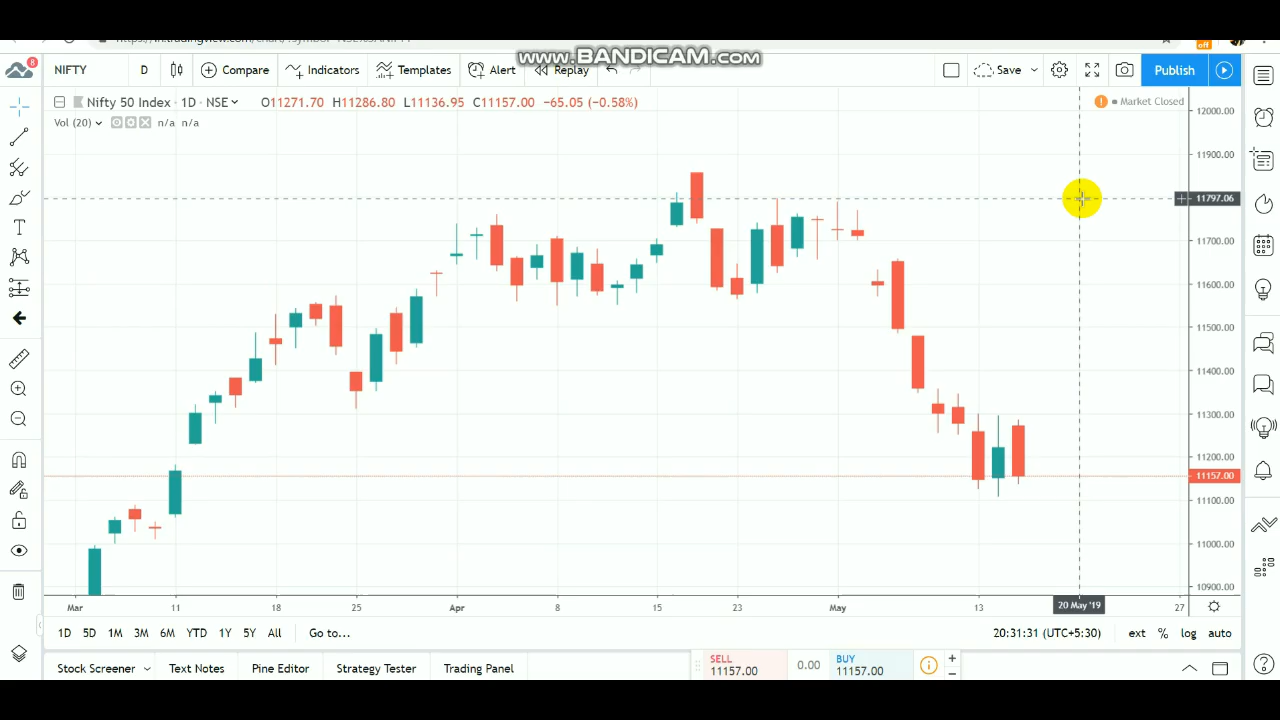 www.BANDICAM.com
8
NIFTY D Compare Indicators Templates Alert Replay Save Publish
off
Nifty 50 Index · 1D · NSE O11271.70 H11286.80 L11136.95 C11157.00 −65.05 (−0.58%)
Market Closed
Vol (20) n/a n/a
12000.00
11900.00
11797.06
11700.00
11600.00
11500.00
11400.00
11300.00
11200.00
11157.00
11100.00
11000.00
10900.00
Mar 11 18 25 Apr 8 15 23 May 13 20 May '19 27
1D 5D 1M 3M 6M YTD 1Y 5Y All Go to... 20:31:31 (UTC+5:30) ext % log auto
Stock Screener Text Notes Pine Editor Strategy Tester Trading Panel
SELL
11157.00
0.00
BUY
11157.00